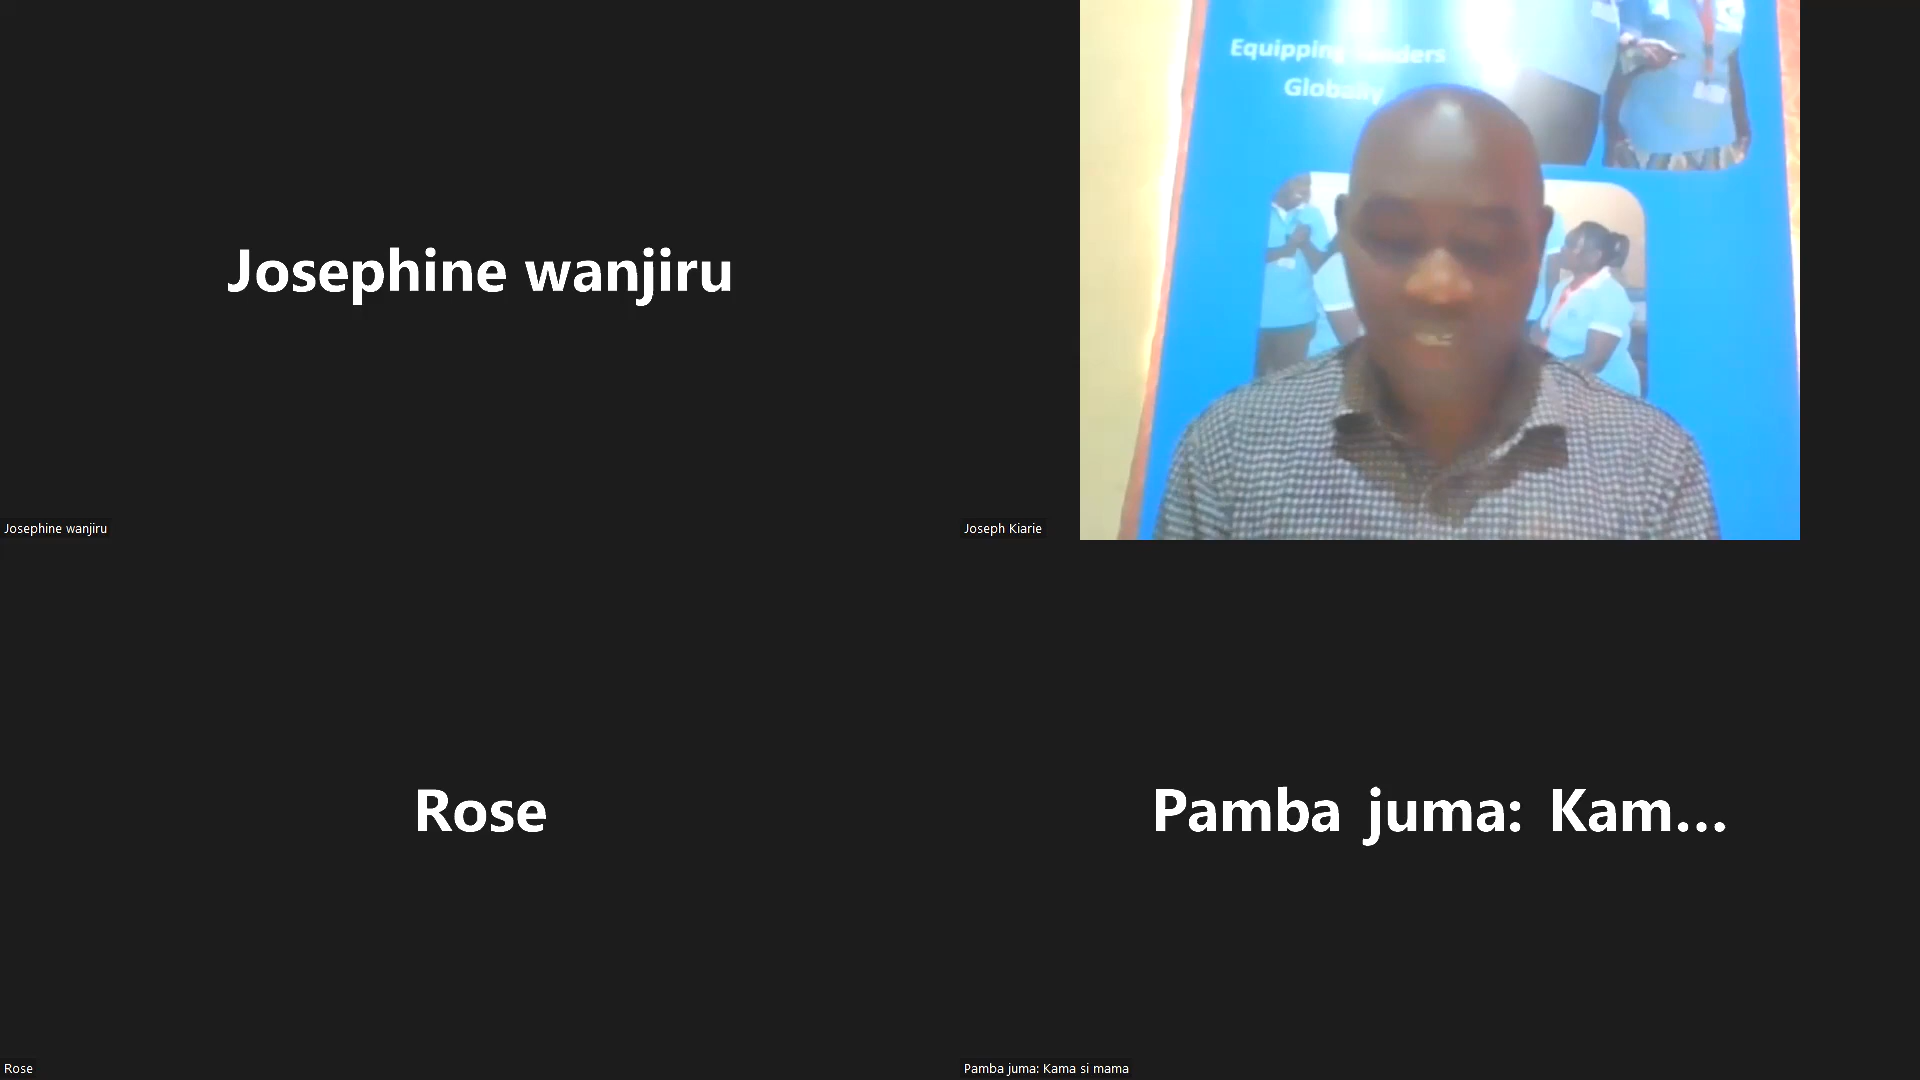 Equipping
Globally
Josephine wanjiru
Josephine wanjiru
Joseph Kiarie
Rose
Pamba juma: Kam...
Rose
Pamba juma: Kama si mama